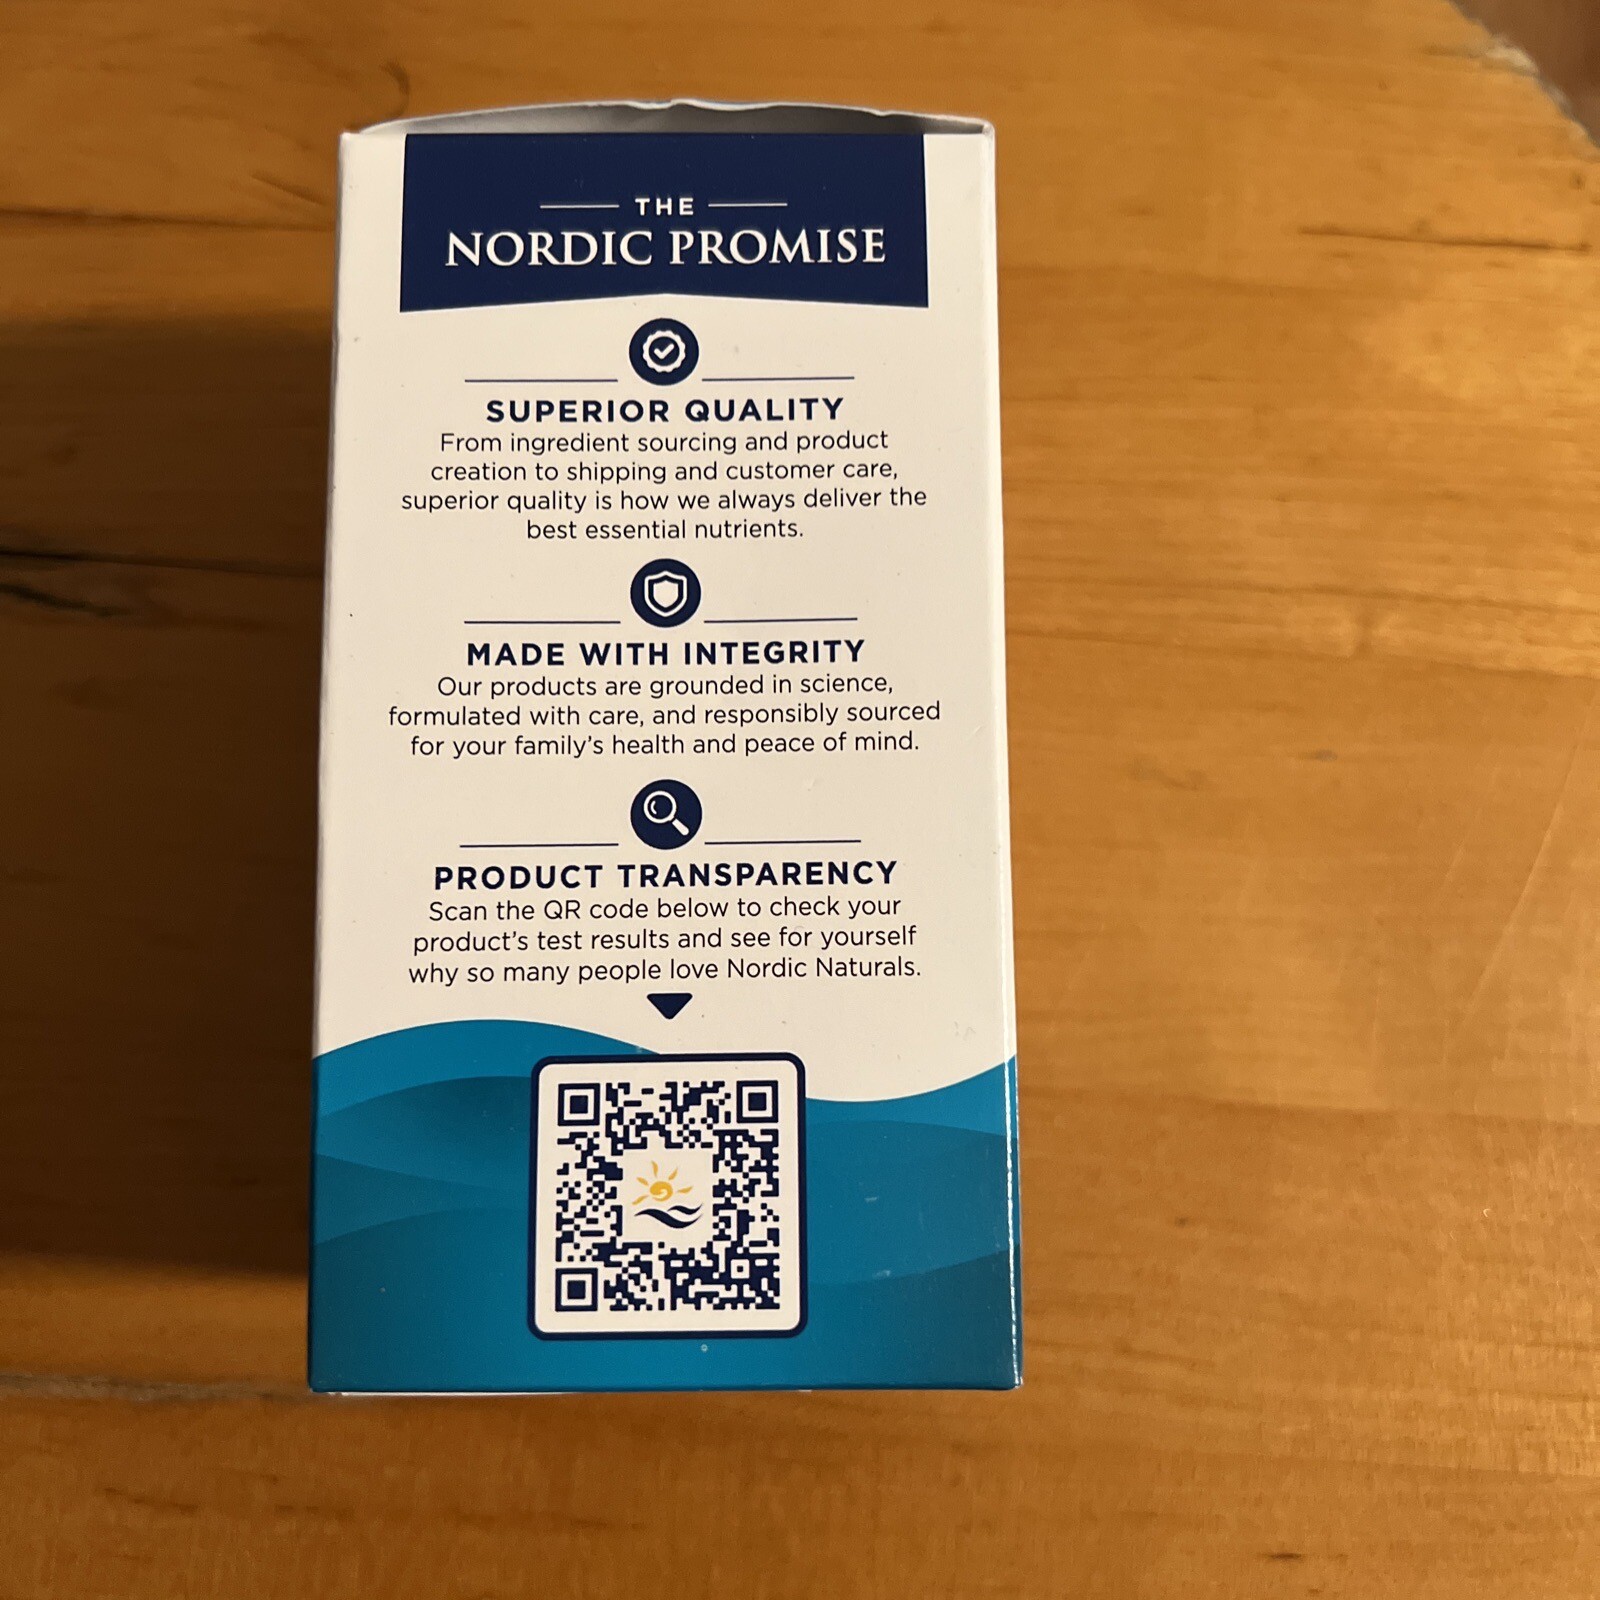 THE
NORDIC PROMISE
SUPERIOR QUALITY
From ingredient sourcing and product
creation to shipping and customer care,
superior quality is how we always deliver the
best essential nutrients.
MADE WITH INTEGRITY
Our products are grounded in science,
formulated with care, and responsibly sourced
for your family's health and peace of mind.
PRODUCT TRANSPARENCY
Scan the QR code below to check your
product's test results and see for yourself
why so many people love Nordic Naturals.